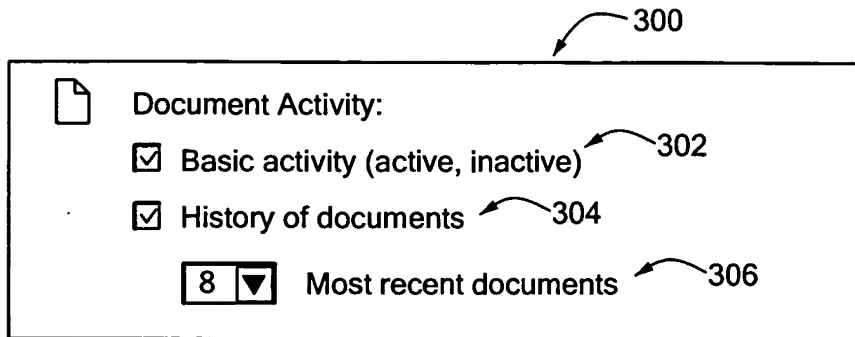 300
Document Activity:
Basic activity (active, inactive) 302
History of documents 304
8 Most recent documents 306